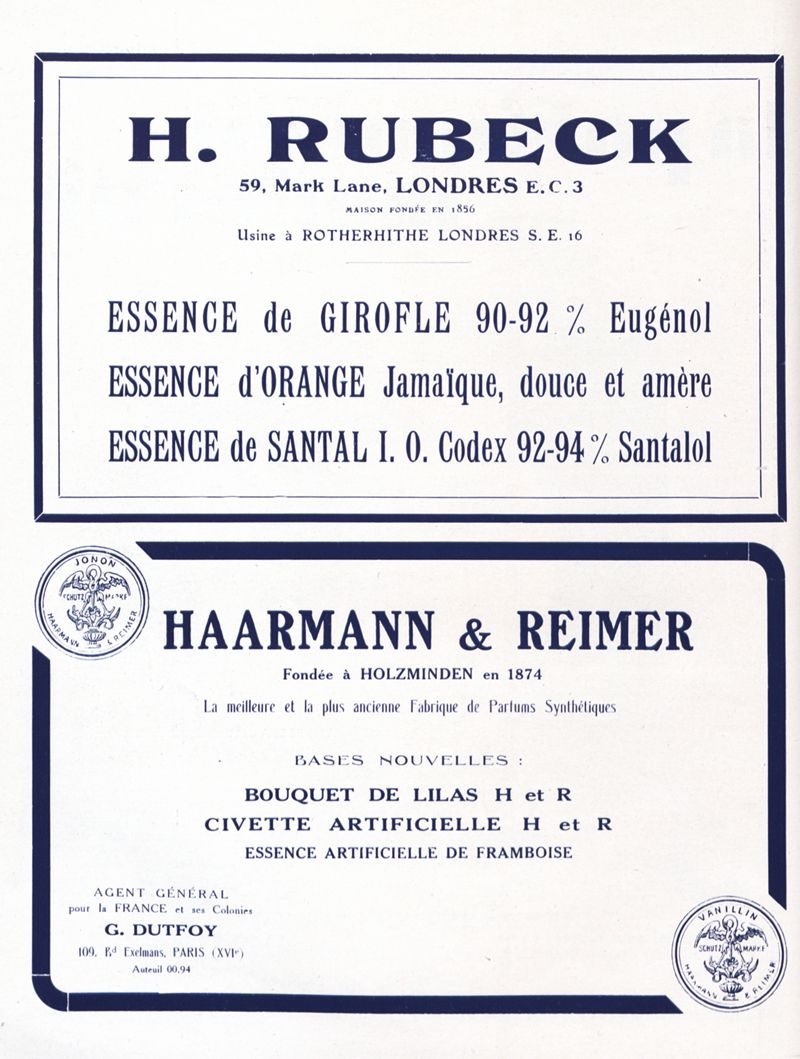 H. RUBECK
59, Mark Lane, LONDRES E.C.3
MAISON FONDÉE EN 1856
Usine à ROTHERHITHE LONDRES S. E. 16
ESSENCE de GIROFLE 90-92 % Eugénol
ESSENCE d'ORANGE Jamaïque, douce et amère
ESSENCE de SANTAL I. O. Codex 92-94 % Santalol
JONON
SCHUTZ MARKE
HAARMANN & REIMER
HAARMANN & REIMER
Fondée à HOLZMINDEN en 1874
La meilleure et la plus ancienne Fabrique de Parfums Synthétiques
BASES NOUVELLES :
BOUQUET DE LILAS H et R
CIVETTE ARTIFICIELLE H et R
ESSENCE ARTIFICIELLE DE FRAMBOISE
AGENT GÉNÉRAL
pour la FRANCE et ses Colonies
G. DUTFOY
109, Bd Exelmans, PARIS (XVIe)
Auteuil 00,94
VANILLIN
SCHUTZ MARKE
HAARMANN & REIMER